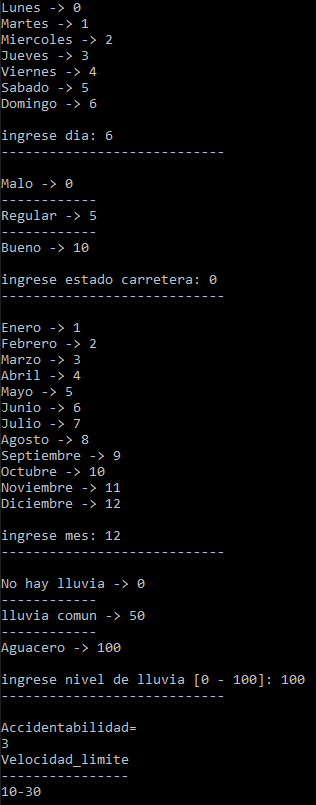 Lunes -> 0
Martes -> 1
Miercoles -> 2
Jueves -> 3
Viernes -> 4
Sabado -> 5
Domingo -> 6
ingrese dia: 6
----------------------------
Malo -> 0
------------
Regular -> 5
------------
Bueno -> 10
ingrese estado carretera: 0
----------------------------
Enero -> 1
Febrero -> 2
Marzo -> 3
Abril -> 4
Mayo -> 5
Junio -> 6
Julio -> 7
Agosto -> 8
Septiembre -> 9
Octubre -> 10
Noviembre -> 11
Diciembre -> 12
ingrese mes: 12
----------------------------
No hay lluvia -> 0
------------
lluvia comun -> 50
------------
Aguacero -> 100
ingrese nivel de lluvia [0 - 100]: 100
----------------------------
Accidentabilidad=
3
Velocidad_limite
----------------
10-30